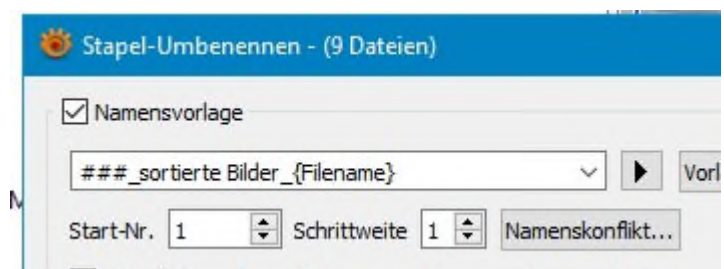 Stapel-Umbenennen - (9 Dateien)
Namensvorlage
###_sortierte Bilder_{Filename}
Vorl
Start-Nr. 1 Schrittweite 1 Namenskonflikt...